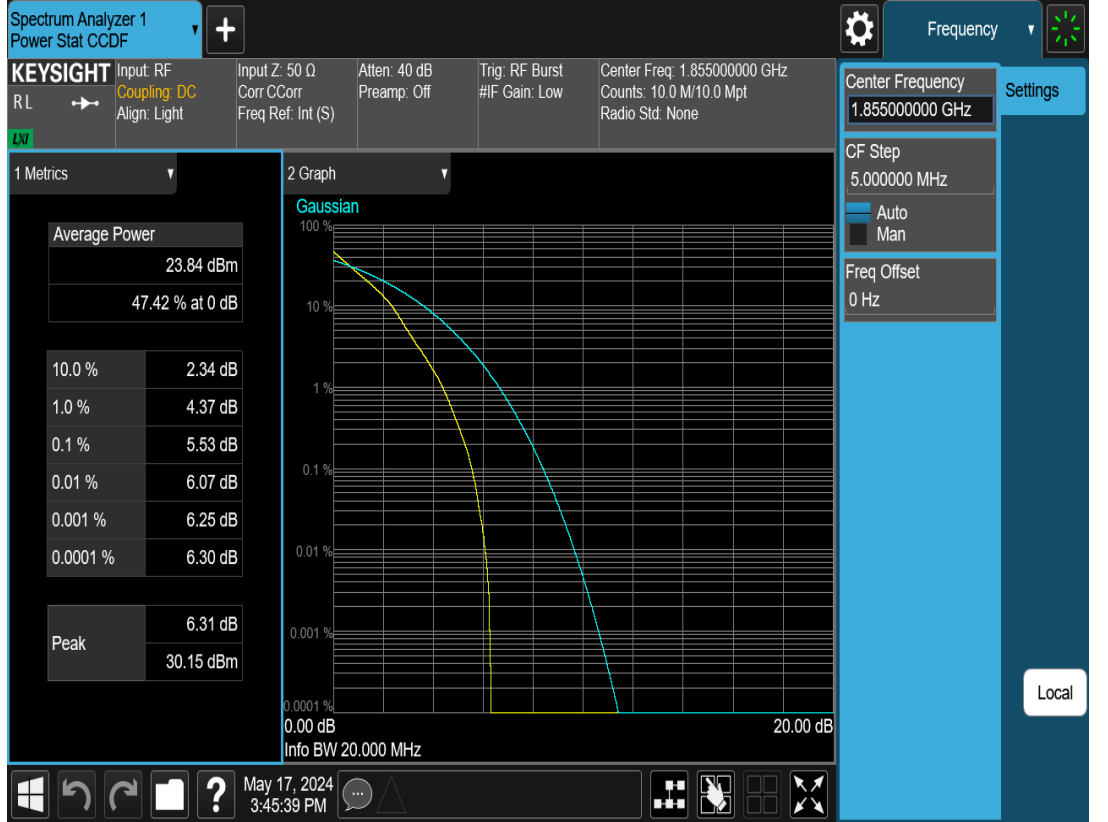 Spectrum Analyzer 1
Power Stat CCDF
+
Frequency
KEYSIGHT
RL
LXI
Input: RF
Coupling: DC
Align: Light
Input Z: 50 Ω
Corr CCorr
Freq Ref: Int (S)
Atten: 40 dB
Preamp: Off
Trig: RF Burst
#IF Gain: Low
Center Freq: 1.855000000 GHz
Counts: 10.0 M/10.0 Mpt
Radio Std: None
Center Frequency
1.855000000 GHz
Settings
CF Step
5.000000 MHz
Auto
Man
Freq Offset
0 Hz
Local
1 Metrics
Average Power
23.84 dBm
47.42 % at 0 dB
10.0 % 2.34 dB
1.0 % 4.37 dB
0.1 % 5.53 dB
0.01 % 6.07 dB
0.001 % 6.25 dB
0.0001 % 6.30 dB
Peak
6.31 dB
30.15 dBm
2 Graph
Gaussian
100 %
10 %
1 %
0.1 %
0.01 %
0.001 %
0.0001 %
0.00 dB 20.00 dB
Info BW 20.000 MHz
?
May 17, 2024
3:45:39 PM